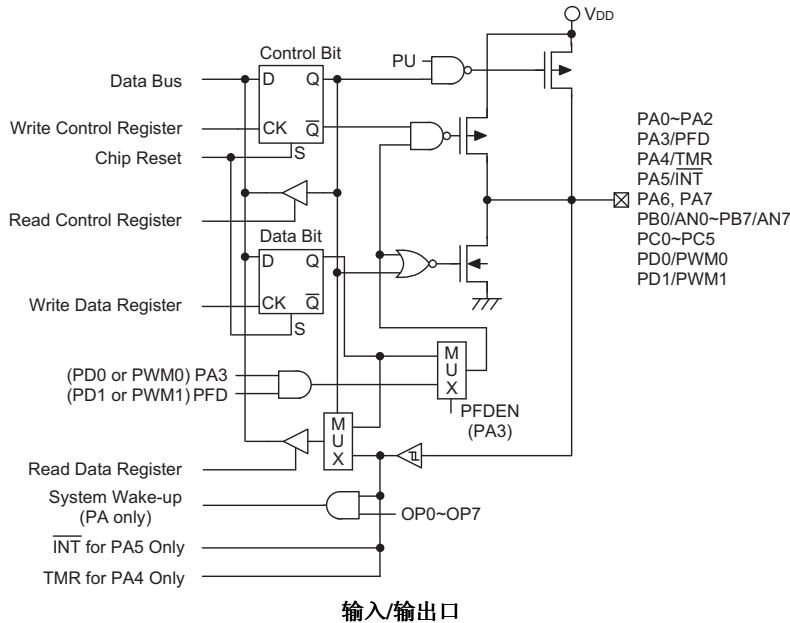 VDD
Control Bit
PU
Data Bus
D Q
Write Control Register
CK Q̅
Chip Reset
S
Read Control Register
Data Bit
D Q
Write Data Register
CK Q̅
S
PA0~PA2
PA3/PFD
PA4/TMR
PA5/I̅N̅T̅
PA6, PA7
PB0/AN0~PB7/AN7
PC0~PC5
PD0/PWM0
PD1/PWM1
(PD0 or PWM0) PA3
(PD1 or PWM1) PFD
M
U
X
PFDEN
(PA3)
M
U
X
Read Data Register
System Wake-up
(PA only)
OP0~OP7
I̅N̅T̅ for PA5 Only
TMR for PA4 Only
输入/输出口